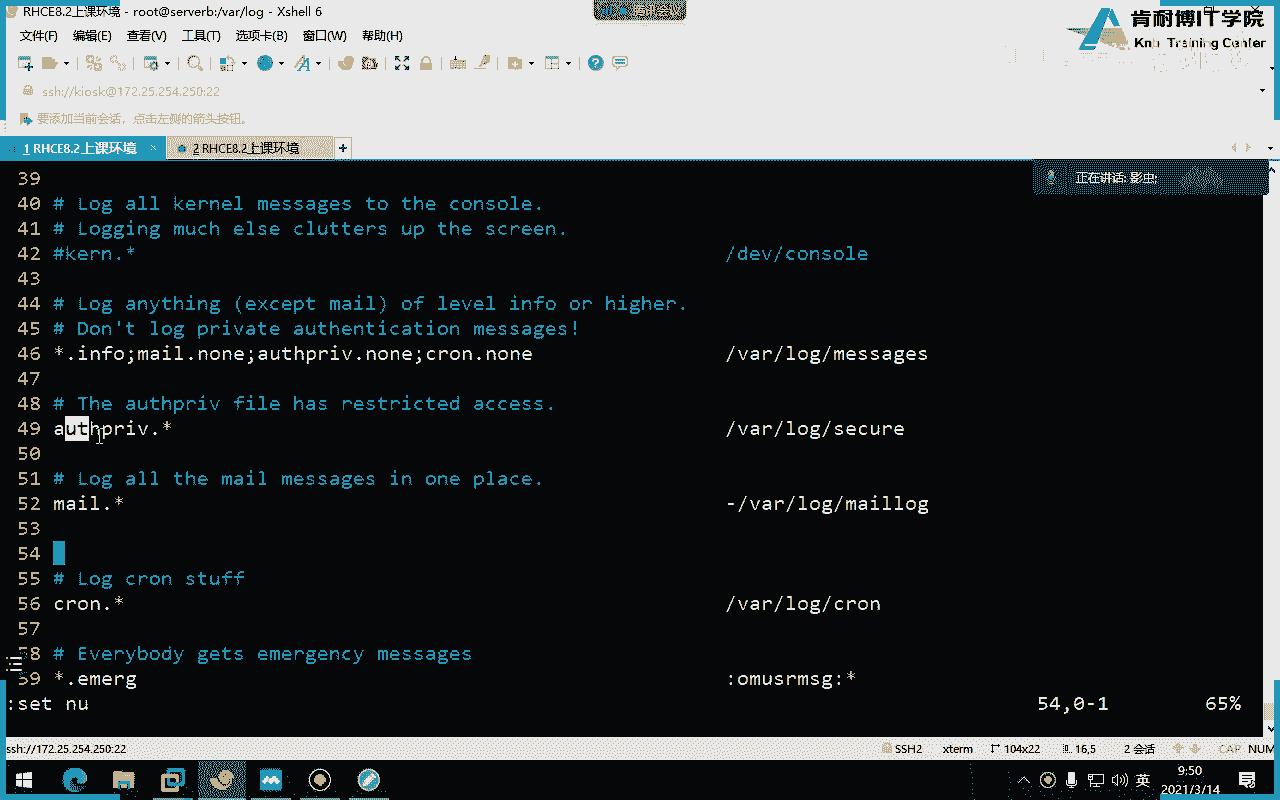 RHCE8.2上课环境 - root@serverb:/var/log - Xshell 6
肯耐博IT学院
Training Center
文件(F) 编辑(E) 查看(V) 工具(T) 选项卡(B) 窗口(W) 帮助(H)
ssh://kiosk@172.25.254.250:22
要添加当前会话，点击左侧的箭头按钮。
1 RHCE8.2上课环境 × 2 RHCE8.2上课环境 +
正在讲话: 影虫;
39
40 # Log all kernel messages to the console.
41 # Logging much else clutters up the screen.
42 #kern.* /dev/console
43
44 # Log anything (except mail) of level info or higher.
45 # Don't log private authentication messages!
46 *.info;mail.none;authpriv.none;cron.none /var/log/messages
47
48 # The authpriv file has restricted access.
49 authpriv.* /var/log/secure
50
51 # Log all the mail messages in one place.
52 mail.* -/var/log/maillog
53
54
55 # Log cron stuff
56 cron.* /var/log/cron
57
58 # Everybody gets emergency messages
59 *.emerg :omusrmsg:*
:set nu 54,0-1 65%
ssh://172.25.254.250:22 SSH2 xterm 104x22 16,5 2 会话 CAP NUM
英 9:50
2021/3/14